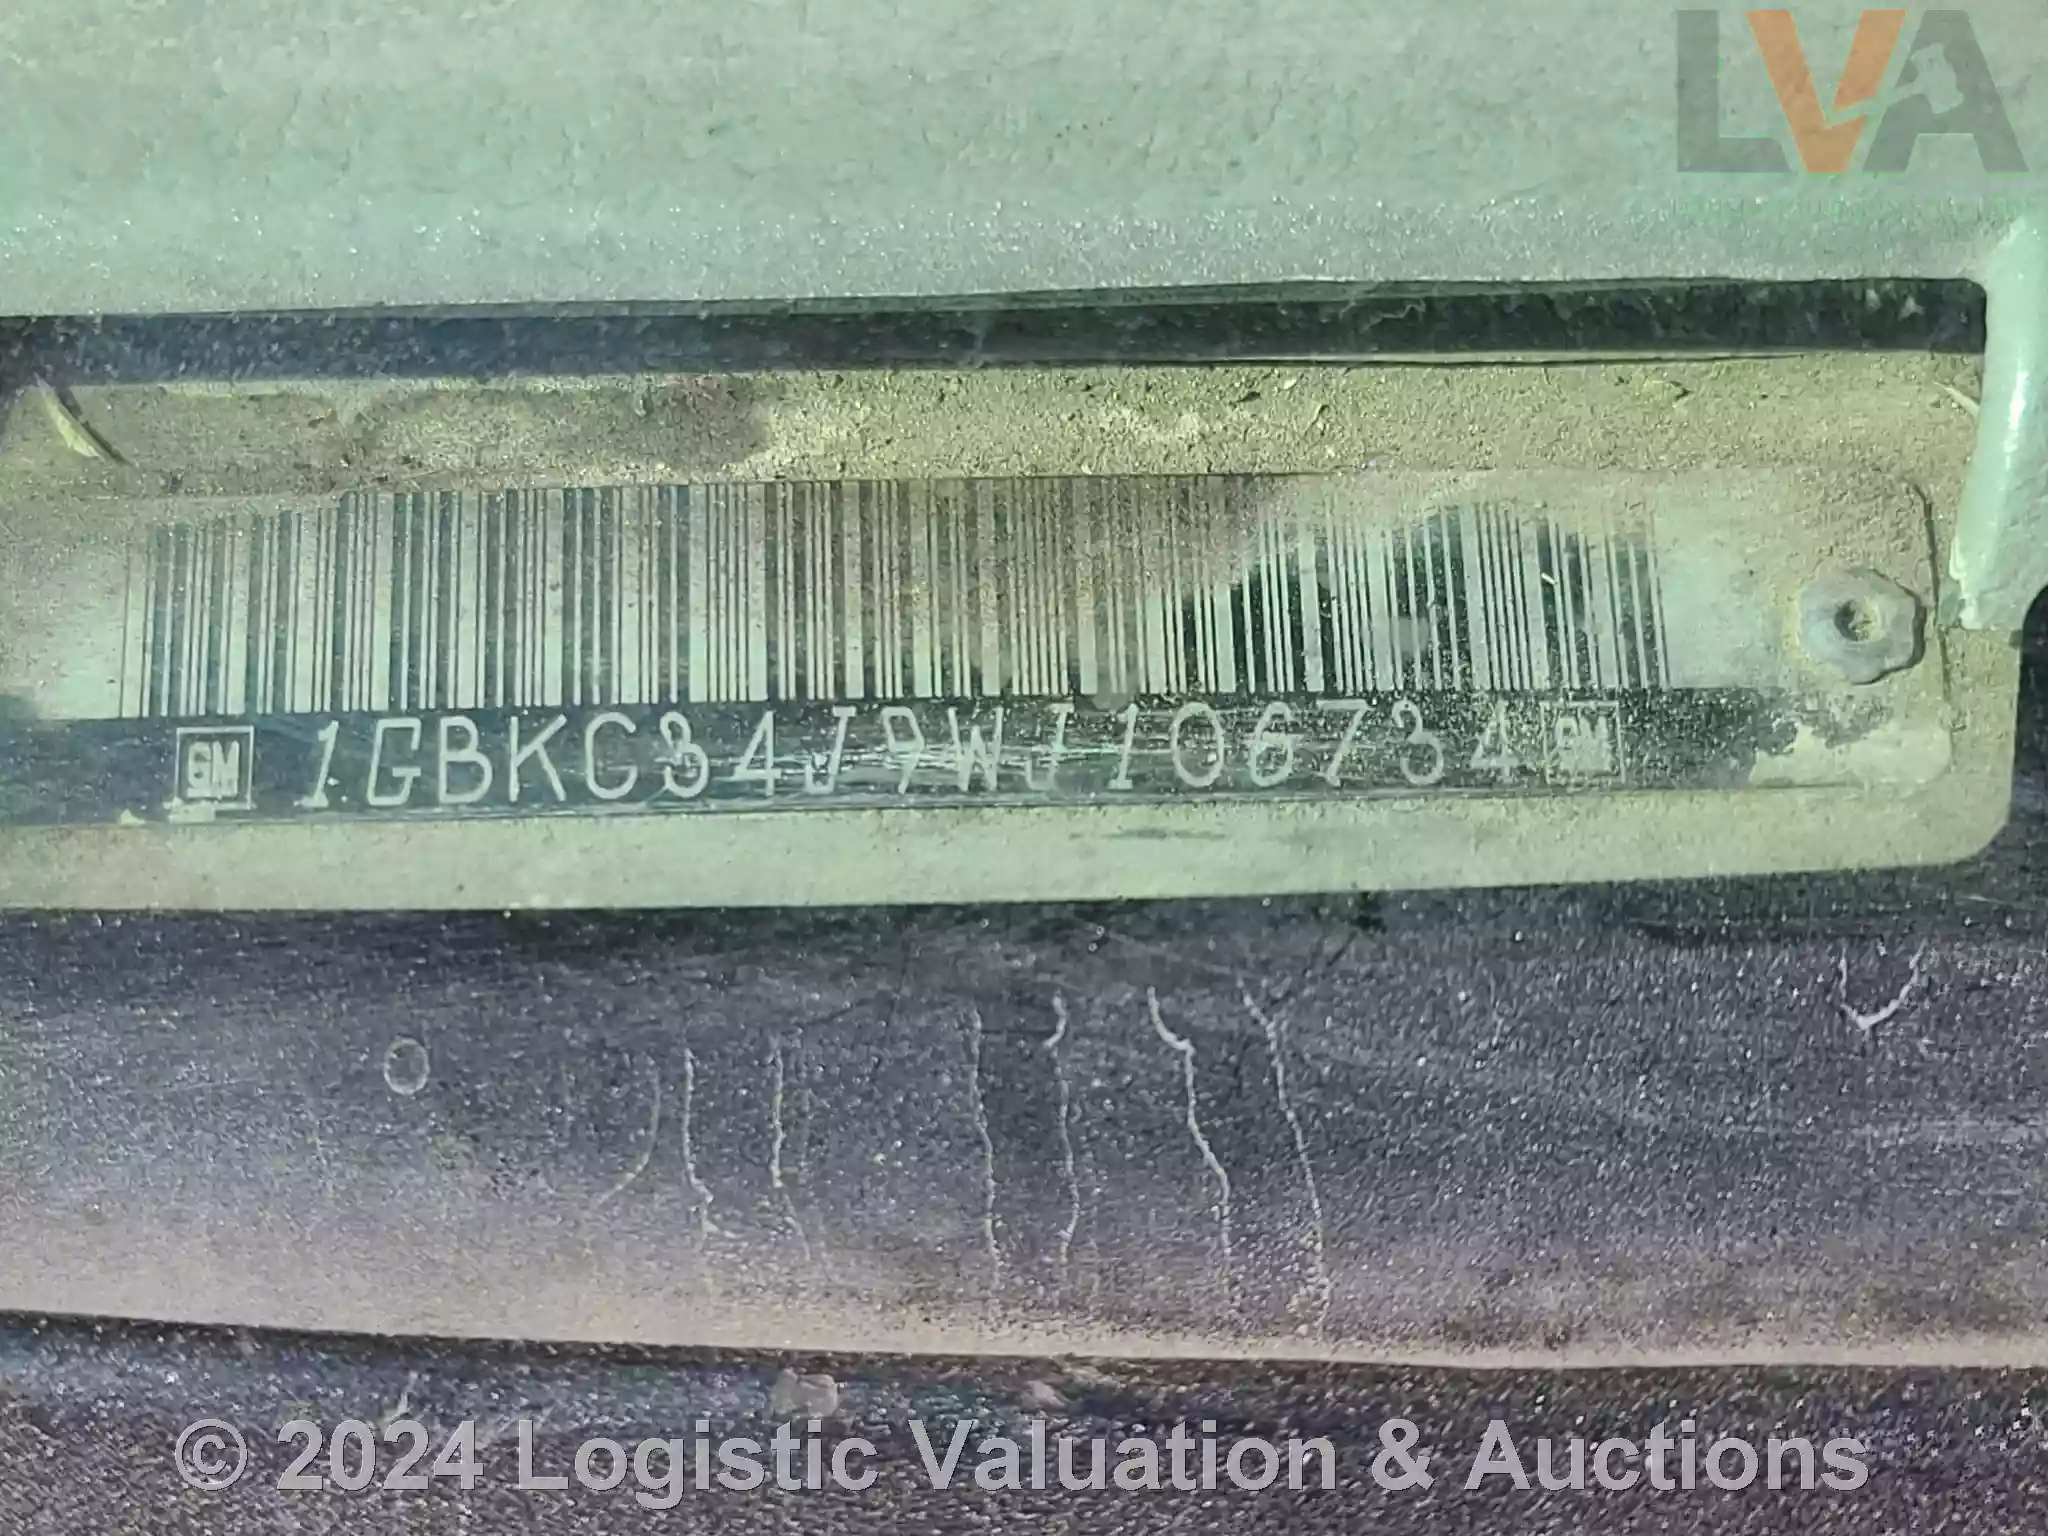 LVA
GM 1GBKC34J9WJ106734 GM
© 2024 Logistic Valuation & Auctions